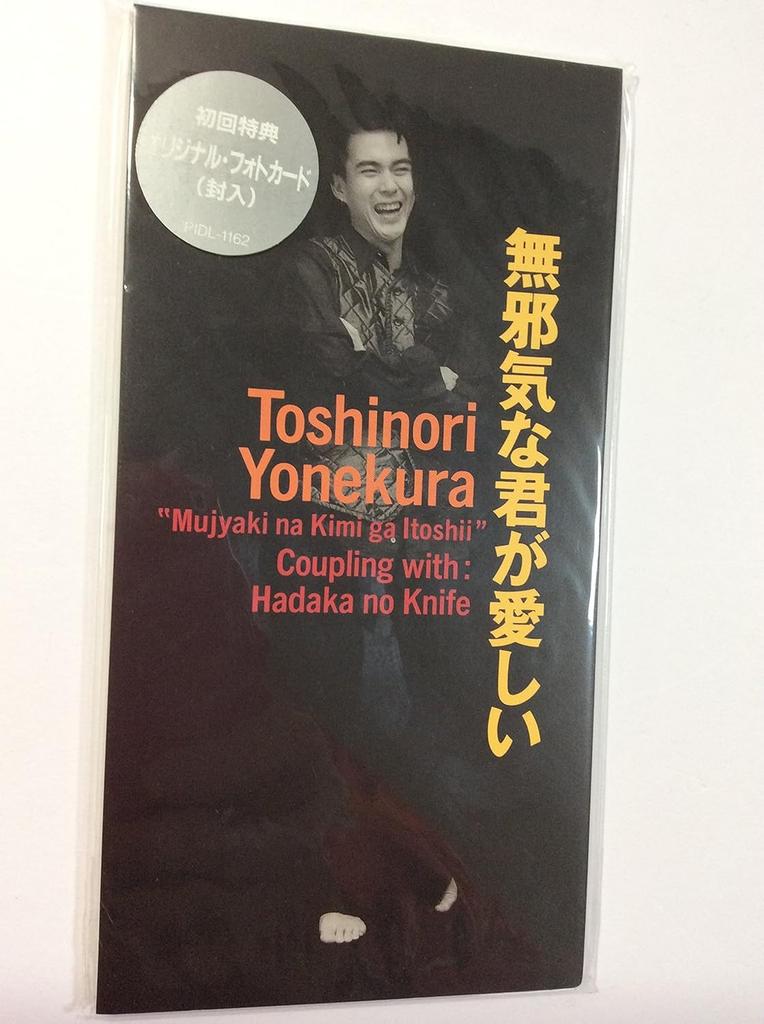 初回特典
オリジナル・フォトカード
(封入)
PIDL-1162
無邪気な君が愛しい
Toshinori
Yonekura
"Mujyaki na Kimi ga Itoshii"
Coupling with:
Hadaka no Knife